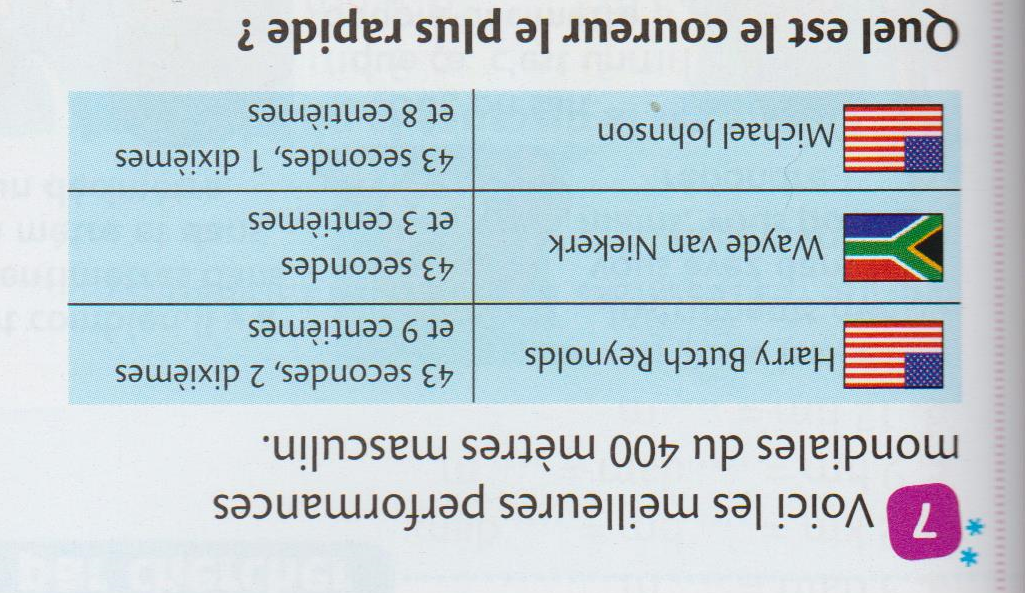 7 Voici les meilleures performances
mondiales du 400 mètres masculin.
Harry Butch Reynolds
43 secondes, 2 dixièmes
et 9 centièmes
Wayde van Niekerk
43 secondes
et 3 centièmes
Michael Johnson
43 secondes, 1 dixièmes
et 8 centièmes
Quel est le coureur le plus rapide ?